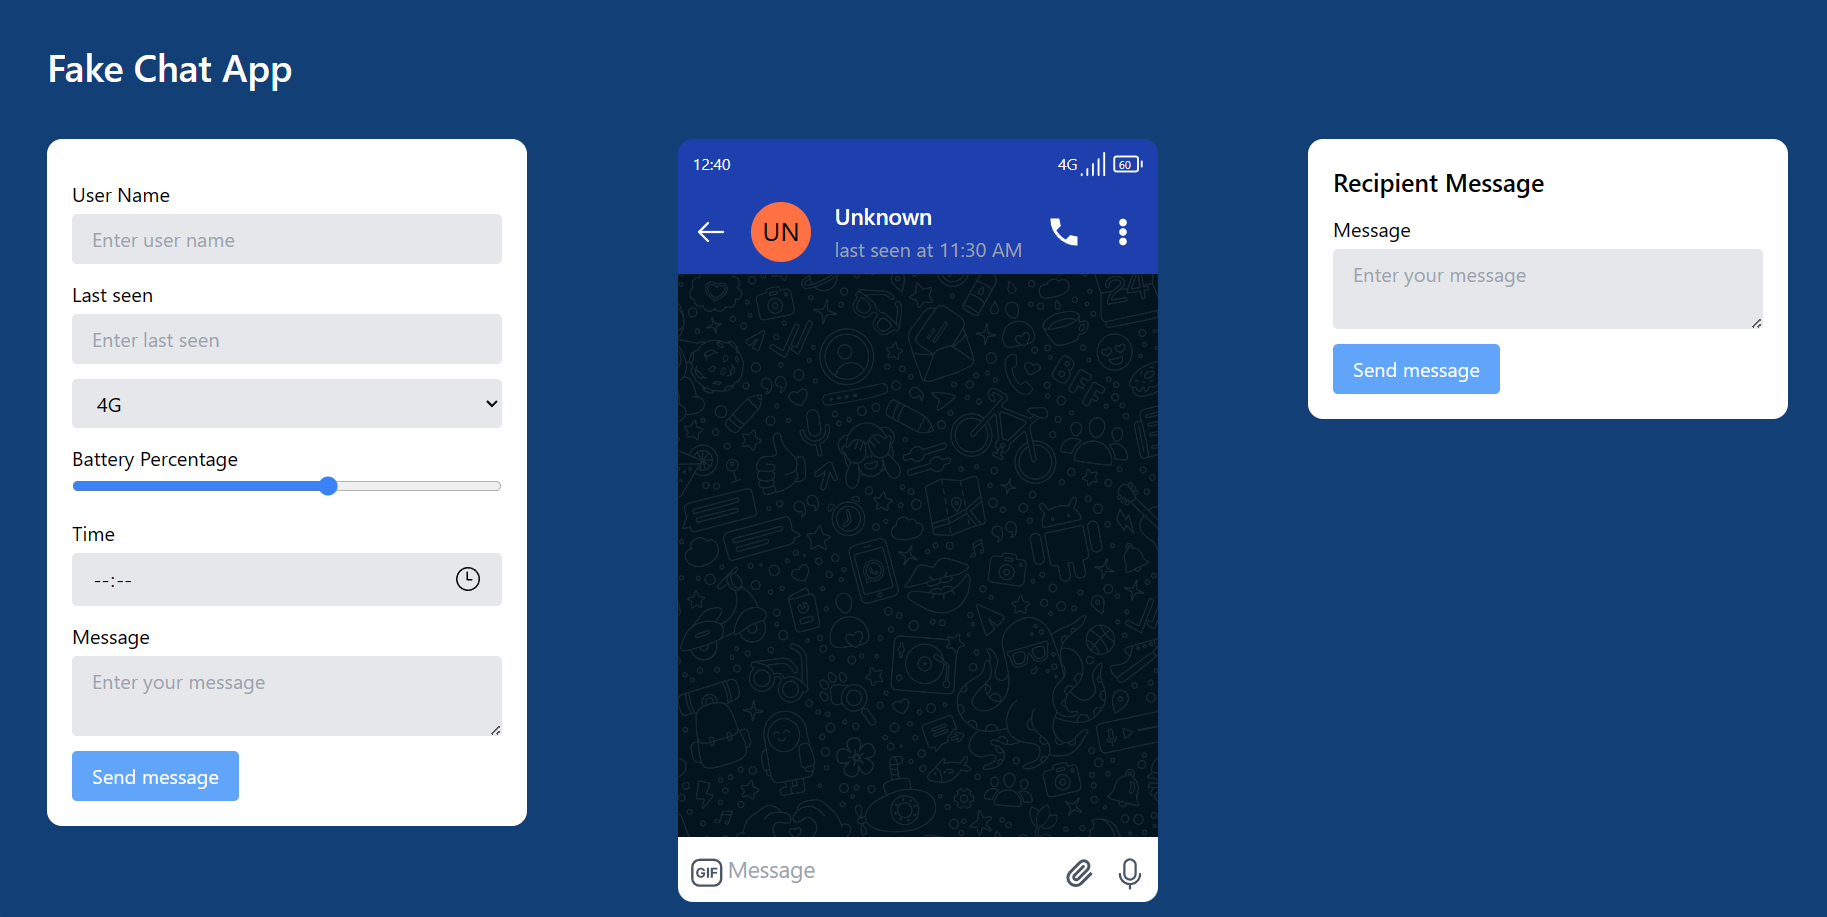 Fake Chat App
User Name
Enter user name
Last seen
Enter last seen
4G
Battery Percentage
Time
--:--
Message
Enter your message
Send message
12:40
4G
60
UN
Unknown
last seen at 11:30 AM
24
GIF
Message
Recipient Message
Message
Enter your message
Send message